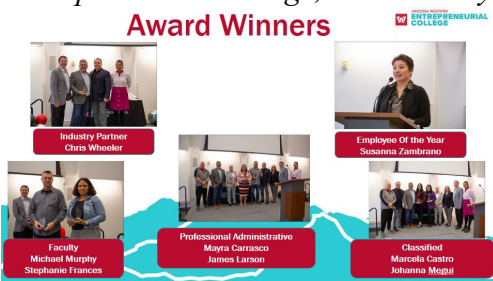 Award Winners
ARIZONA WESTERN
ENTREPRENEURIAL
COLLEGE
Industry Partner
Chris Wheeler
Employee Of the Year
Susanna Zambrano
Professional Administrative
Mayra Carrasco
James Larson
Faculty
Michael Murphy
Stephanie Frances
Classified
Marcela Castro
Johanna